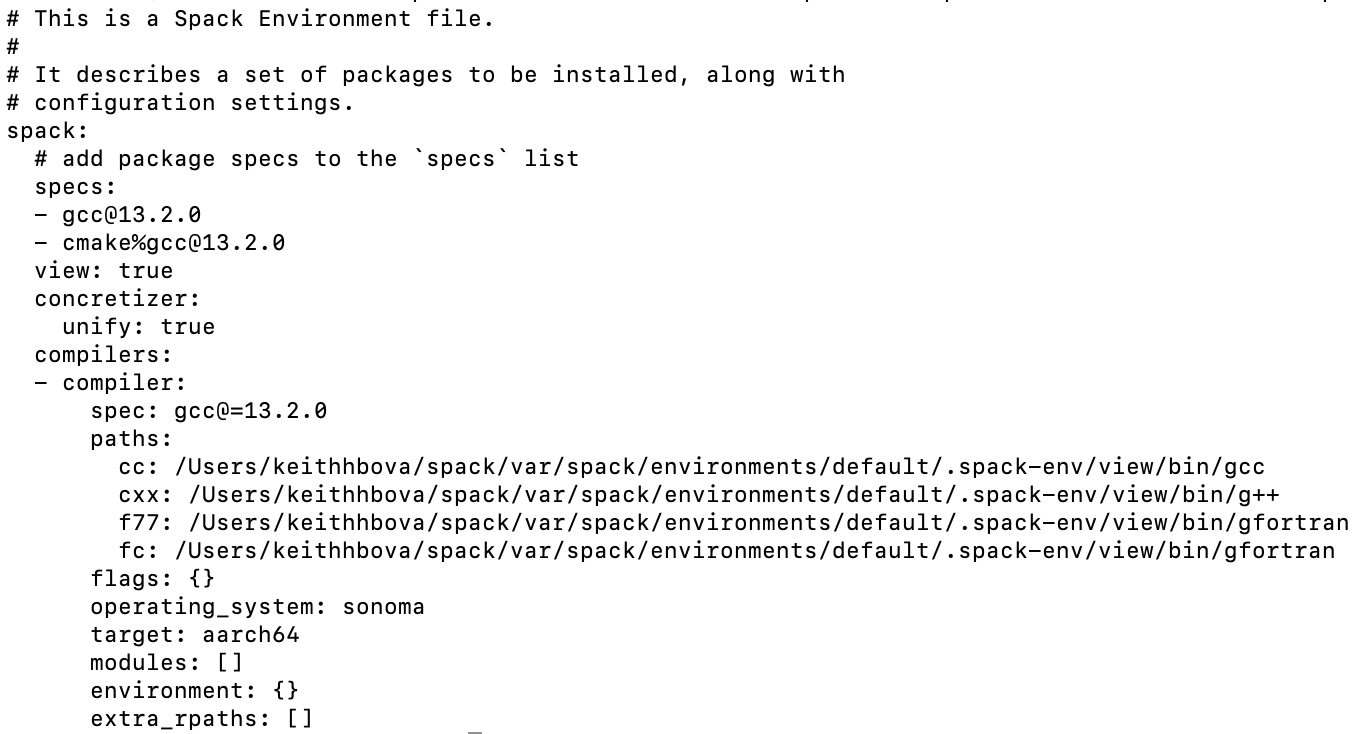 # This is a Spack Environment file.
#
# It describes a set of packages to be installed, along with
# configuration settings.
spack:
  # add package specs to the `specs` list
  specs:
  - gcc@13.2.0
  - cmake%gcc@13.2.0
  view: true
  concretizer:
    unify: true
  compilers:
  - compiler:
      spec: gcc@=13.2.0
      paths:
        cc: /Users/keithhbova/spack/var/spack/environments/default/.spack-env/view/bin/gcc
        cxx: /Users/keithhbova/spack/var/spack/environments/default/.spack-env/view/bin/g++
        f77: /Users/keithhbova/spack/var/spack/environments/default/.spack-env/view/bin/gfortran
        fc: /Users/keithhbova/spack/var/spack/environments/default/.spack-env/view/bin/gfortran
      flags: {}
      operating_system: sonoma
      target: aarch64
      modules: []
      environment: {}
      extra_rpaths: []